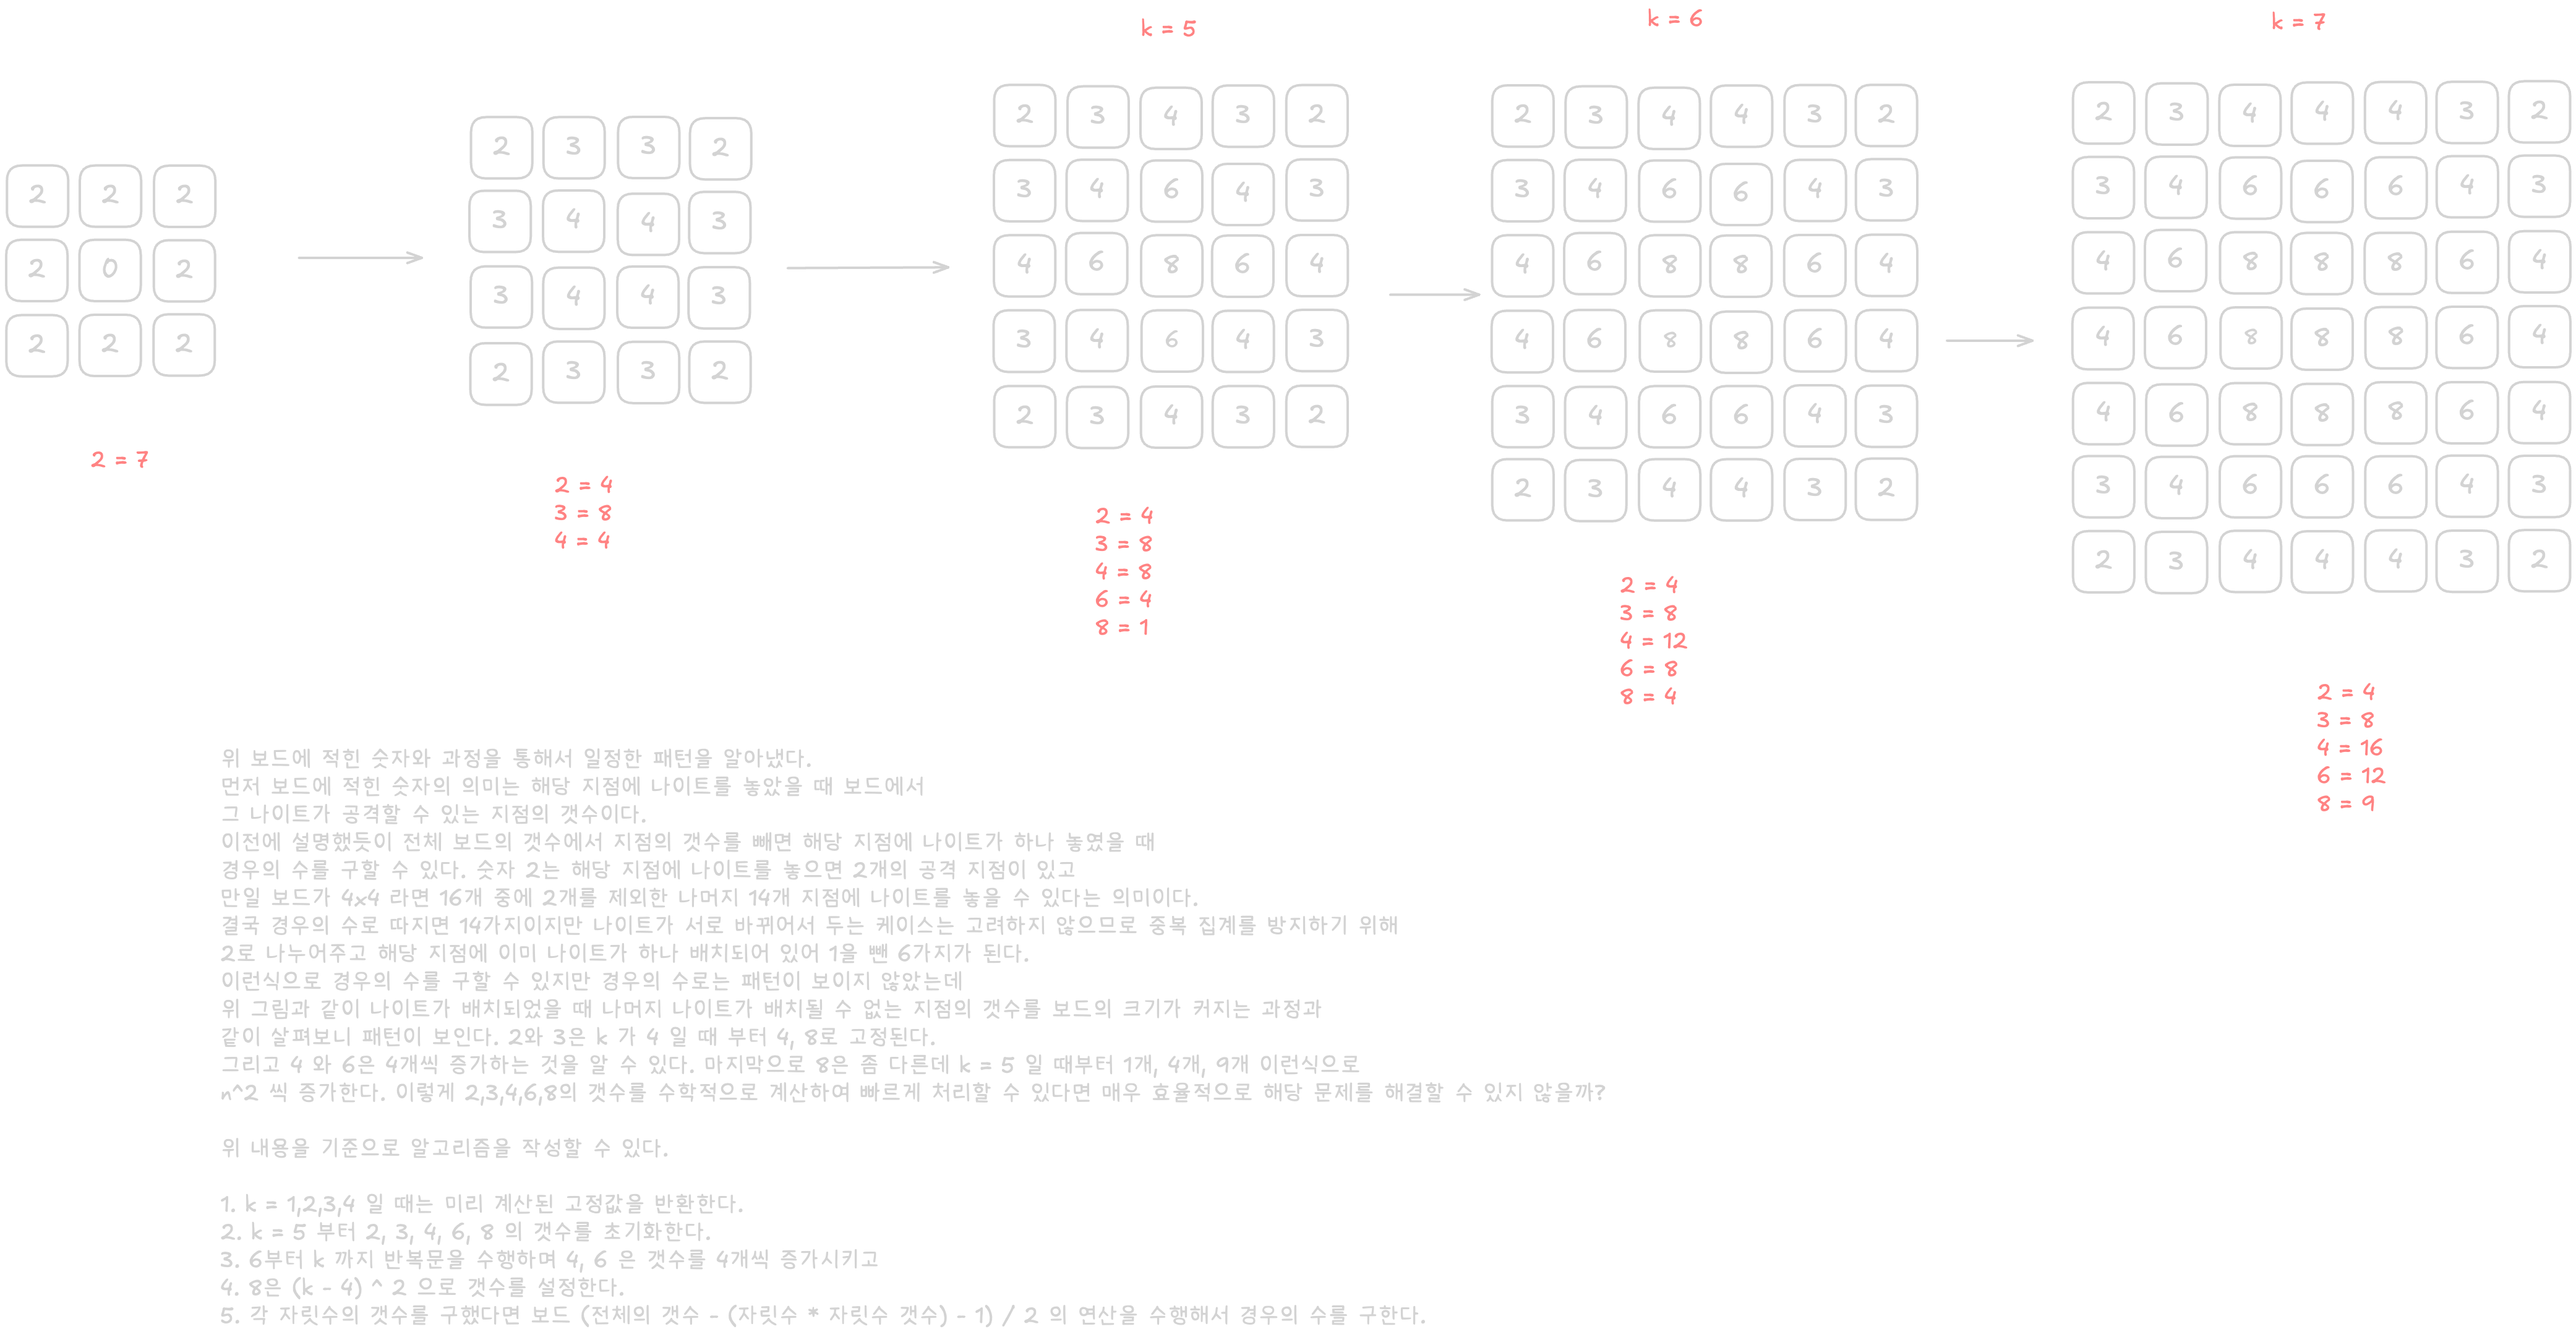 k = 5
k = 6
k = 7
2 2 2
2 0 2
2 2 2
2 = 7
2 3 3 2
3 4 4 3
3 4 4 3
2 3 3 2
2 = 4
3 = 8
4 = 4
2 3 4 3 2
3 4 6 4 3
4 6 8 6 4
3 4 6 4 3
2 3 4 3 2
2 = 4
3 = 8
4 = 8
6 = 4
8 = 1
2 3 4 4 3 2
3 4 6 6 4 3
4 6 8 8 6 4
4 6 8 8 6 4
3 4 6 6 4 3
2 3 4 4 3 2
2 = 4
3 = 8
4 = 12
6 = 8
8 = 4
2 3 4 4 4 3 2
3 4 6 6 6 4 3
4 6 8 8 8 6 4
4 6 8 8 8 6 4
4 6 8 8 8 6 4
3 4 6 6 6 4 3
2 3 4 4 4 3 2
2 = 4
3 = 8
4 = 16
6 = 12
8 = 9
위 보드에 적힌 숫자와 과정을 통해서 일정한 패턴을 알아냈다.
먼저 보드에 적힌 숫자의 의미는 해당 지점에 나이트를 놓았을 때 보드에서
그 나이트가 공격할 수 있는 지점의 갯수이다.
이전에 설명했듯이 전체 보드의 갯수에서 지점의 갯수를 빼면 해당 지점에 나이트가 하나 놓였을 때
경우의 수를 구할 수 있다. 숫자 2는 해당 지점에 나이트를 놓으면 2개의 공격 지점이 있고
만일 보드가 4x4 라면 16개 중에 2개를 제외한 나머지 14개 지점에 나이트를 놓을 수 있다는 의미이다.
결국 경우의 수로 따지면 14가지이지만 나이트가 서로 바뀌어서 두는 케이스는 고려하지 않으므로 중복 집계를 방지하기 위해
2로 나누어주고 해당 지점에 이미 나이트가 하나 배치되어 있어 1을 뺀 6가지가 된다.
이런식으로 경우의 수를 구할 수 있지만 경우의 수로는 패턴이 보이지 않았는데
위 그림과 같이 나이트가 배치되었을 때 나머지 나이트가 배치될 수 없는 지점의 갯수를 보드의 크기가 커지는 과정과
같이 살펴보니 패턴이 보인다. 2와 3은 k 가 4 일 때 부터 4, 8로 고정된다.
그리고 4 와 6은 4개씩 증가하는 것을 알 수 있다. 마지막으로 8은 좀 다른데 k = 5 일 때부터 1개, 4개, 9개 이런식으로
n^2 씩 증가한다. 이렇게 2,3,4,6,8의 갯수를 수학적으로 계산하여 빠르게 처리할 수 있다면 매우 효율적으로 해당 문제를 해결할 수 있지 않을까?
위 내용을 기준으로 알고리즘을 작성할 수 있다.
1. k = 1,2,3,4 일 때는 미리 계산된 고정값을 반환한다.
2. k = 5 부터 2, 3, 4, 6, 8 의 갯수를 초기화한다.
3. 6부터 k 까지 반복문을 수행하며 4, 6 은 갯수를 4개씩 증가시키고
4. 8은 (k - 4) ^ 2 으로 갯수를 설정한다.
5. 각 자릿수의 갯수를 구했다면 보드 (전체의 갯수 - (자릿수 * 자릿수 갯수) - 1) / 2 의 연산을 수행해서 경우의 수를 구한다.